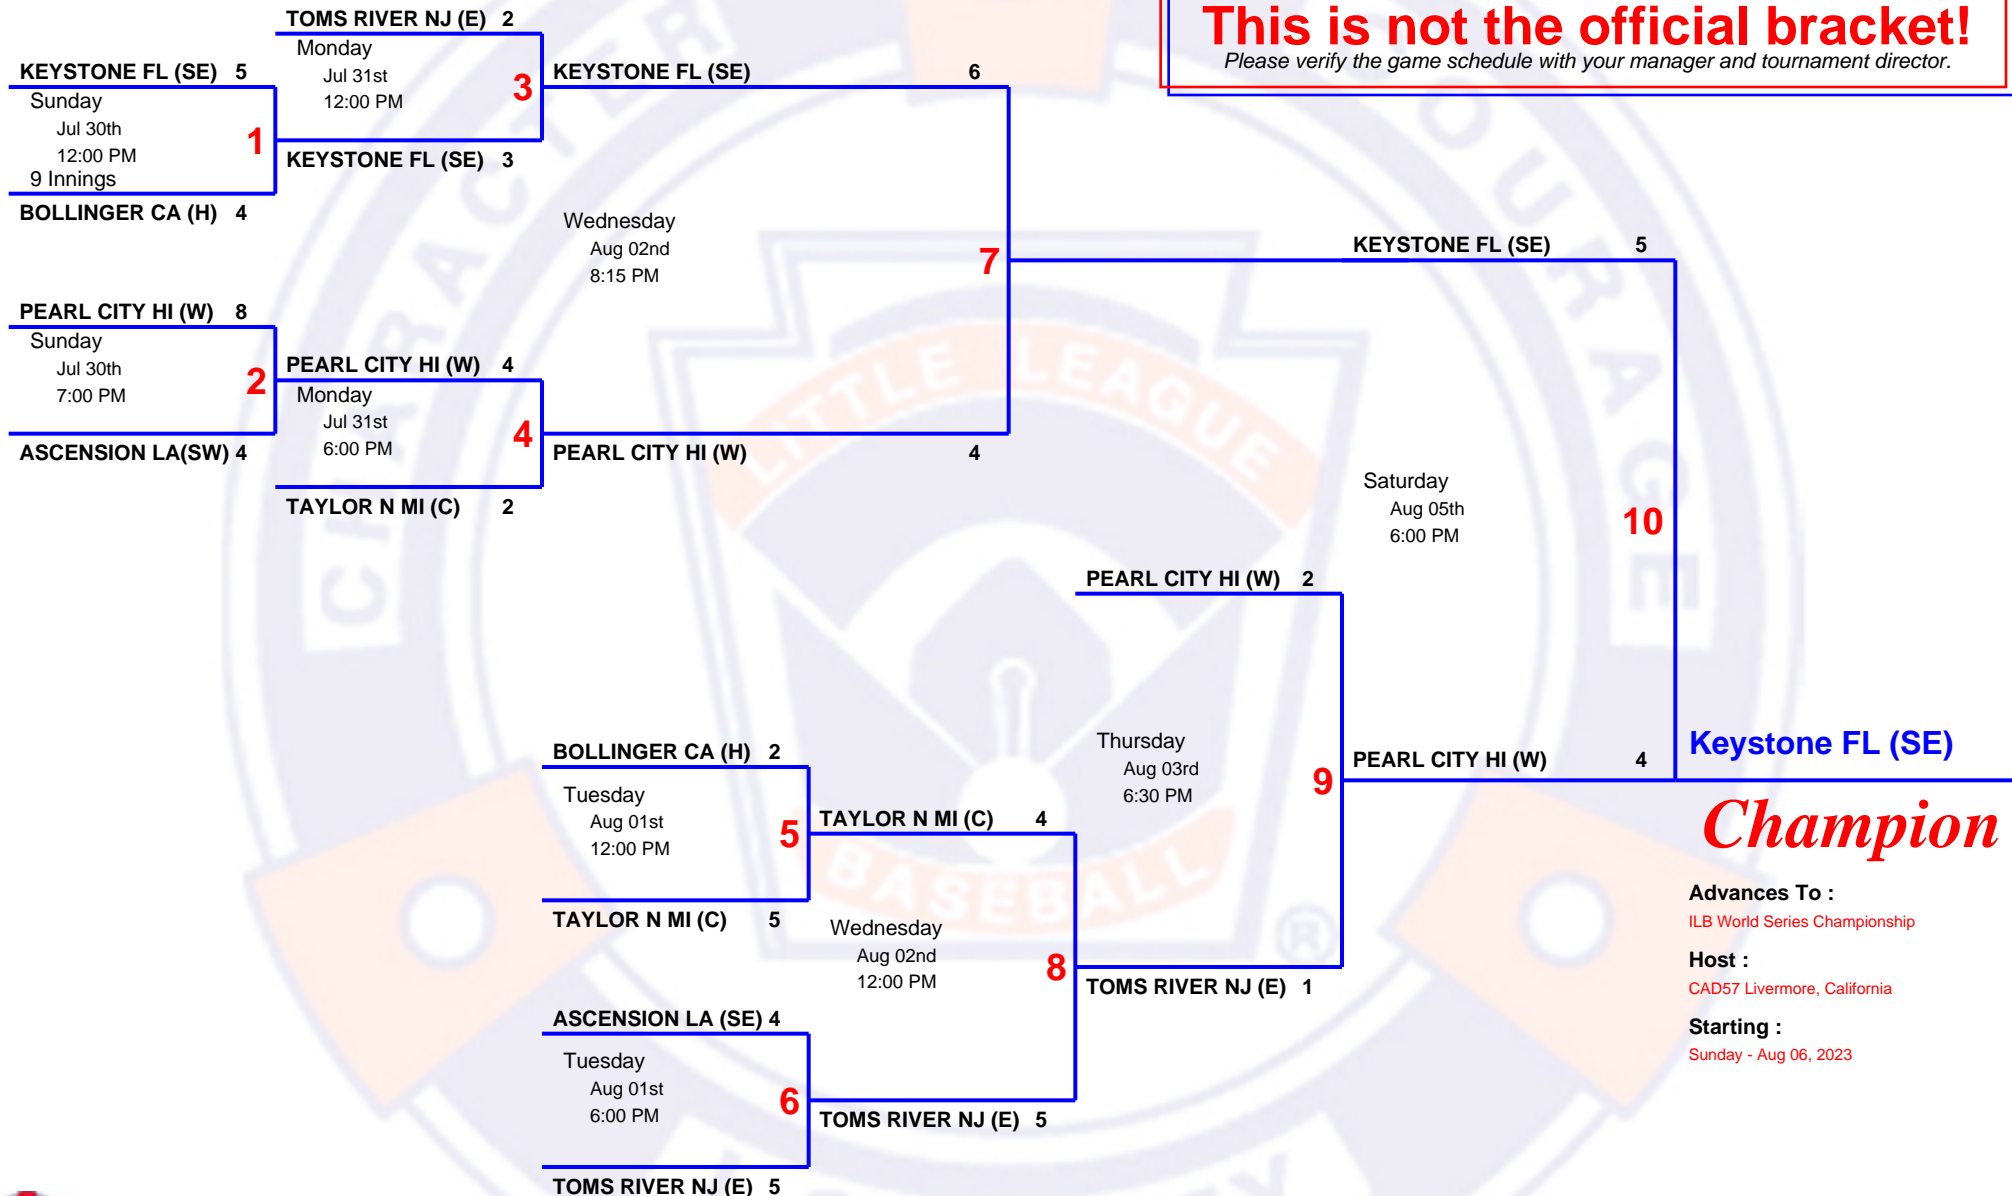 This is not the official bracket!
Please verify the game schedule with your manager and tournament director.
TOMS RIVER NJ (E) 2
Monday
Jul 31st
12:00 PM
3
KEYSTONE FL (SE) 3
KEYSTONE FL (SE) 5
Sunday
Jul 30th
12:00 PM
9 Innings
1
BOLLINGER CA (H) 4
KEYSTONE FL (SE) 6
Wednesday
Aug 02nd
8:15 PM
7
PEARL CITY HI (W) 4
PEARL CITY HI (W) 8
Sunday
Jul 30th
7:00 PM
2
ASCENSION LA(SW) 4
PEARL CITY HI (W) 4
Monday
Jul 31st
6:00 PM
4
TAYLOR N MI (C) 2
KEYSTONE FL (SE) 5
Saturday
Aug 05th
6:00 PM
10
PEARL CITY HI (W) 4
PEARL CITY HI (W) 2
Thursday
Aug 03rd
6:30 PM
9
TOMS RIVER NJ (E) 1
BOLLINGER CA (H) 2
Tuesday
Aug 01st
12:00 PM
5
TAYLOR N MI (C) 5
TAYLOR N MI (C) 4
Wednesday
Aug 02nd
12:00 PM
8
TOMS RIVER NJ (E) 5
ASCENSION LA (SE) 4
Tuesday
Aug 01st
6:00 PM
6
TOMS RIVER NJ (E) 5
Keystone FL (SE)
Champion
Advances To :
ILB World Series Championship
Host :
CAD57 Livermore, California
Starting :
Sunday - Aug 06, 2023
CHARACTER
COURAGE
LITTLE LEAGUE
BASEBALL
®